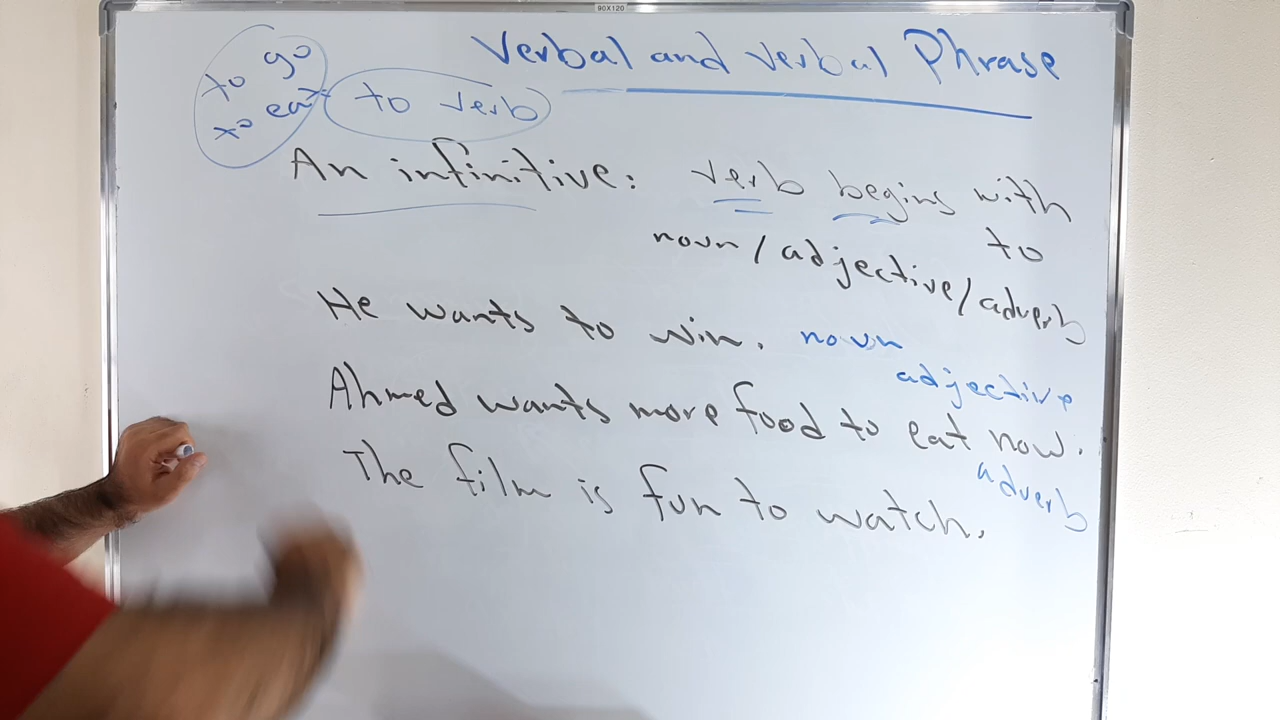 90X120
Verbal and verbal Phrase
to go
to eat
to verb
An infinitive: verb begins with
to
noun/adjective/adverb
He wants to win. noun
adjective
Ahmed wants more food to eat now.
adverb
The film is fun to watch.